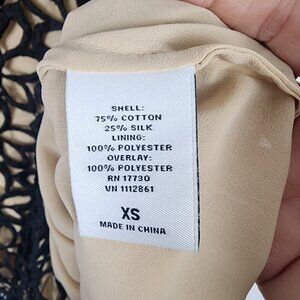 SHELL:
75% COTTON
25% SILK
LINING:
100% POLYESTER
OVERLAY:
100% POLYESTER
RN 17730
VN 1112861
XS
MADE IN CHINA